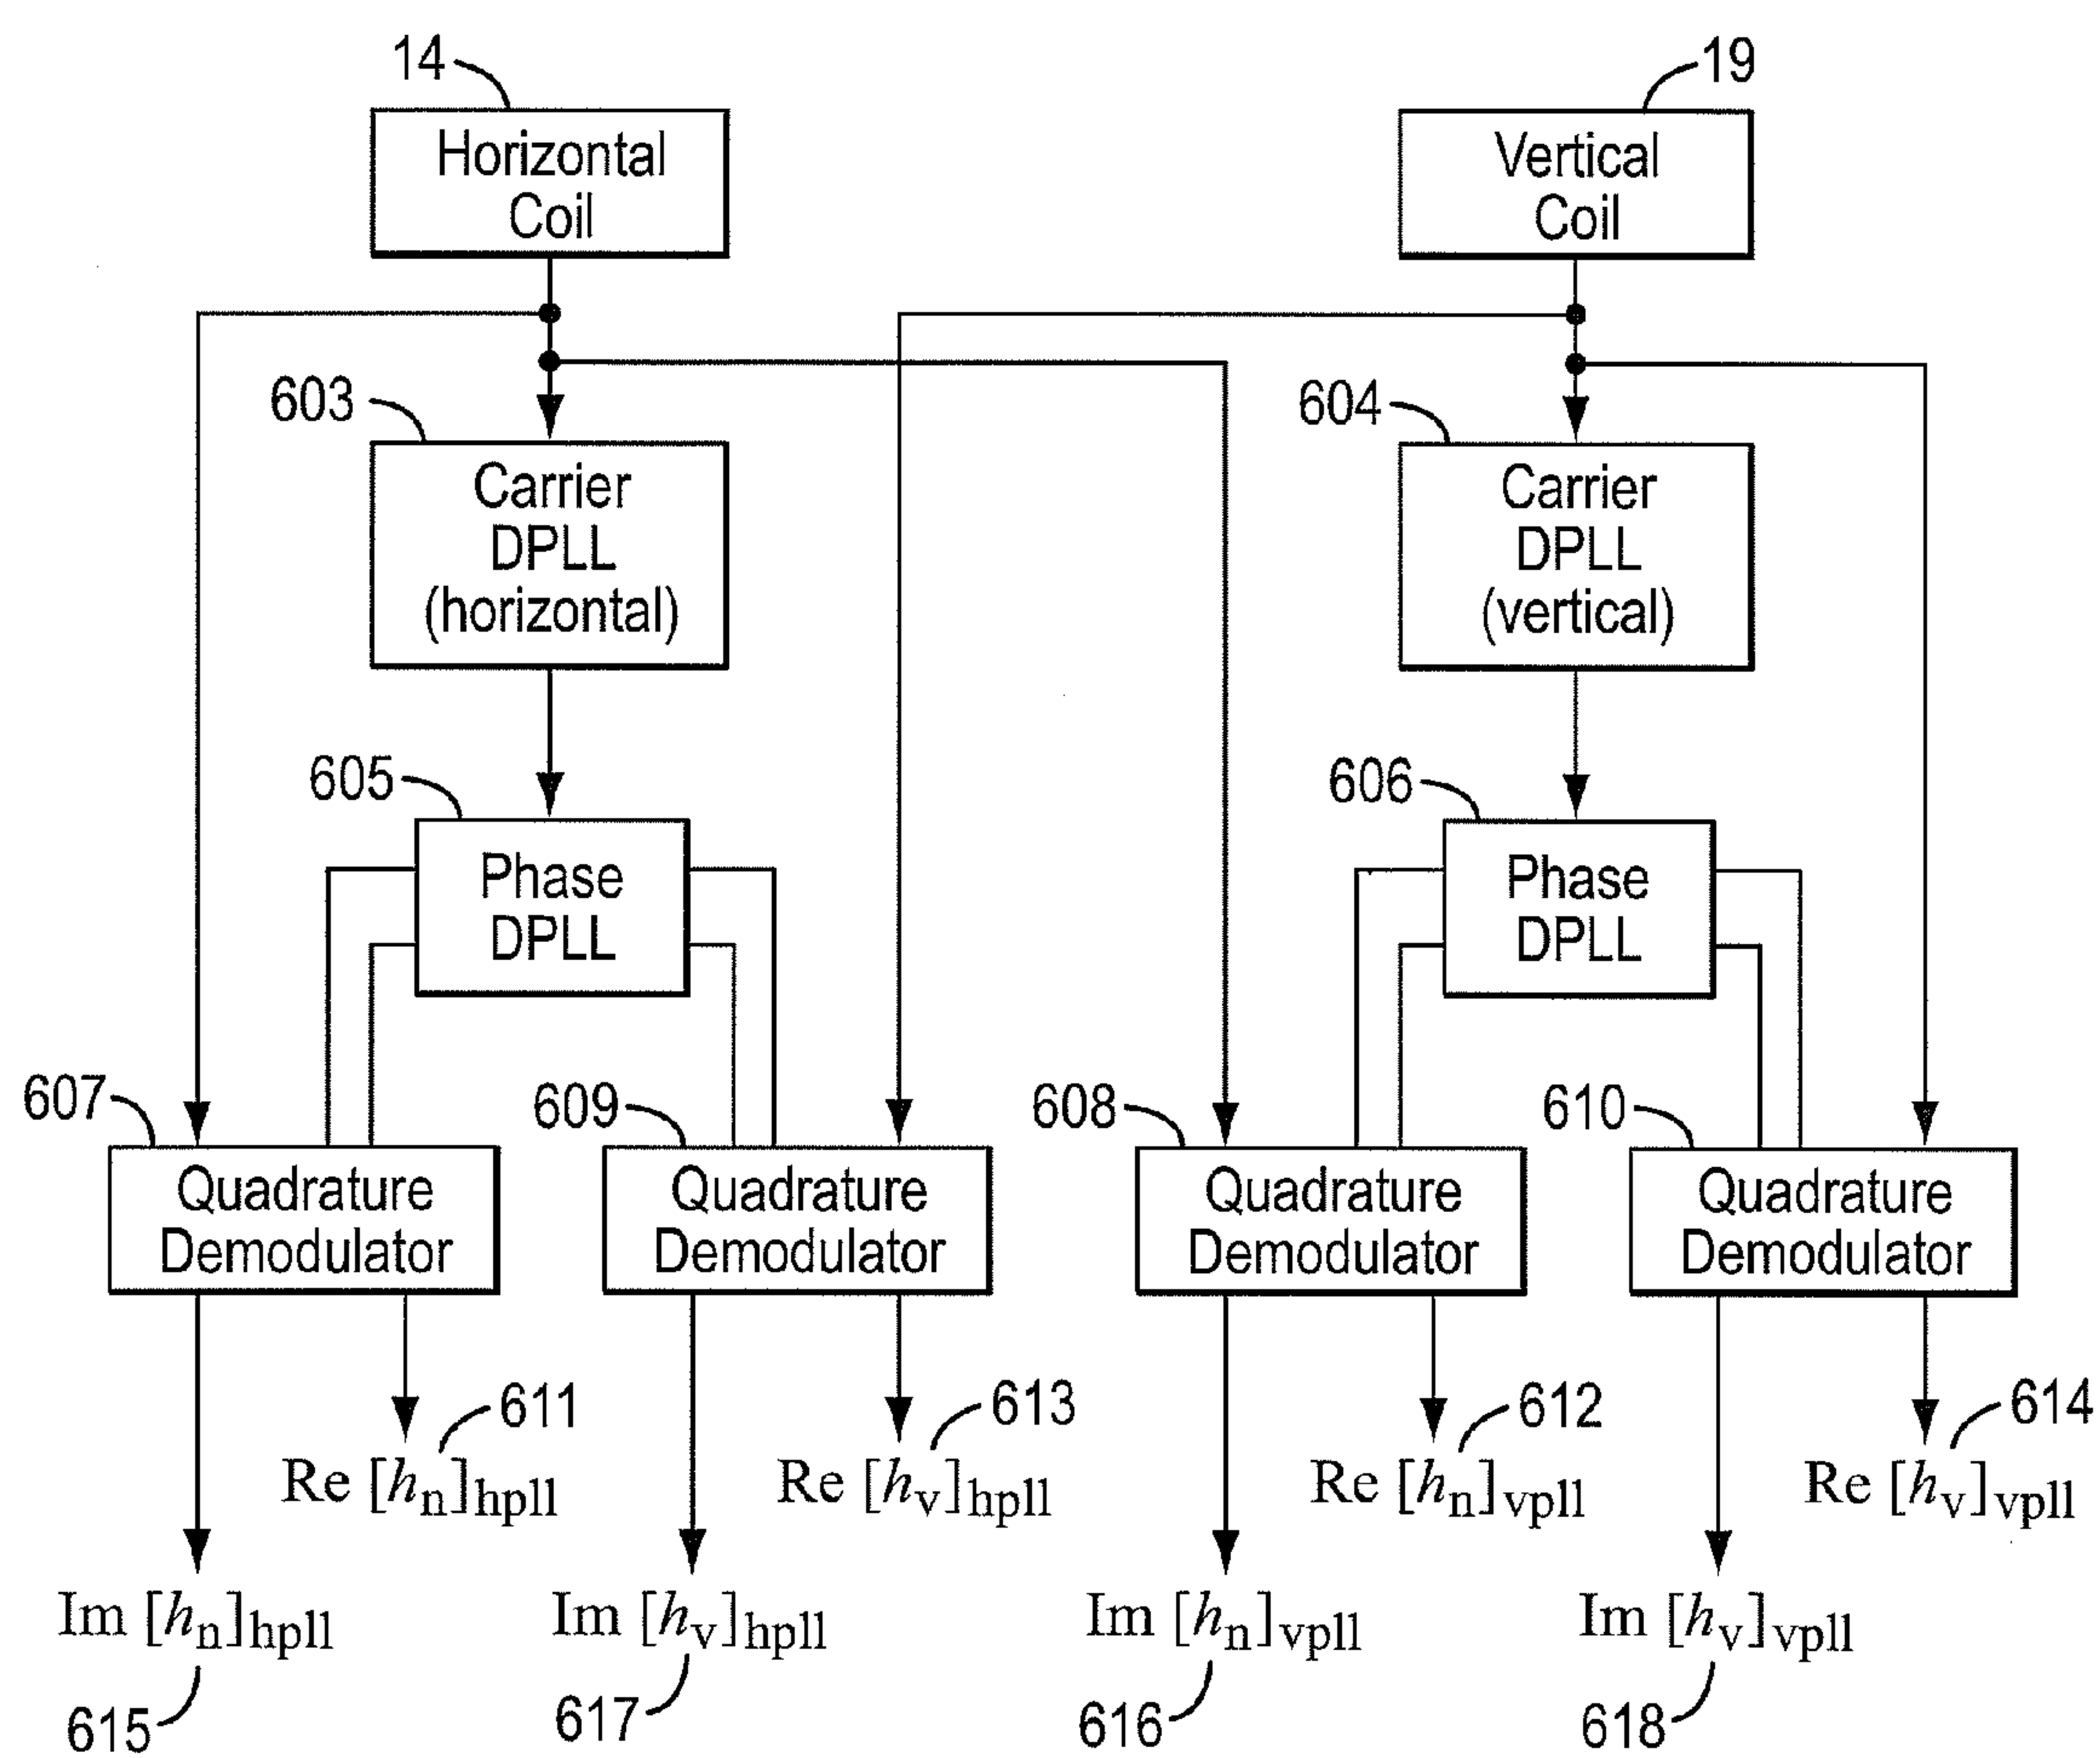 14
19
Horizontal
Coil
Vertical
Coil
603
604
Carrier
DPLL
(horizontal)
Carrier
DPLL
(vertical)
605
606
Phase
DPLL
Phase
DPLL
607
609
608
610
Quadrature
Demodulator
Quadrature
Demodulator
Quadrature
Demodulator
Quadrature
Demodulator
611
613
612
614
Re [hn]hpll
Re [hv]hpll
Re [hn]vpll
Re [hv]vpll
Im [hn]hpll
Im [hv]hpll
Im [hn]vpll
Im [hv]vpll
615
617
616
618